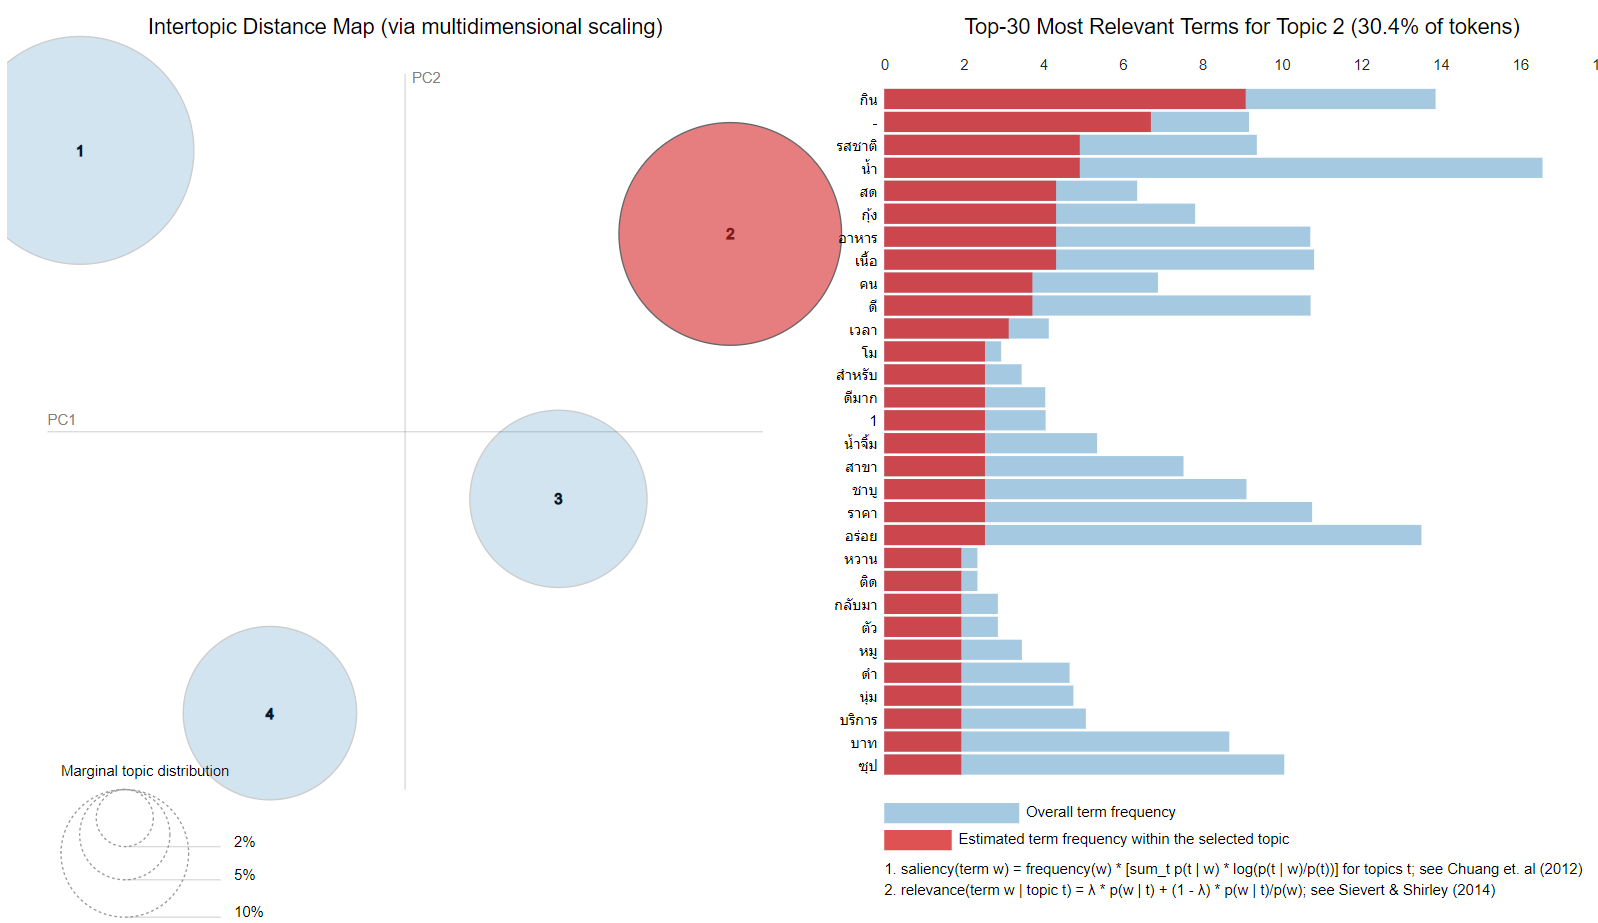 Intertopic Distance Map (via multidimensional scaling)
PC2
PC1
1
2
3
4
Marginal topic distribution
2%
5%
10%
Top-30 Most Relevant Terms for Topic 2 (30.4% of tokens)
0 2 4 6 8 10 12 14 16 1
กิน
-
รสชาติ
น้ำ
สด
กุ้ง
อาหาร
เนื้อ
คน
ดี
เวลา
โม
สำหรับ
ดีมาก
1
น้ำจิ้ม
สาขา
ชาบู
ราคา
อร่อย
หวาน
ติด
กลับมา
ตัว
หมู
ดำ
นุ่ม
บริการ
บาท
ซุป
Overall term frequency
Estimated term frequency within the selected topic
1. saliency(term w) = frequency(w) * [sum_t p(t | w) * log(p(t | w)/p(t))] for topics t; see Chuang et. al (2012)
2. relevance(term w | topic t) = λ * p(w | t) + (1 - λ) * p(w | t)/p(w); see Sievert & Shirley (2014)